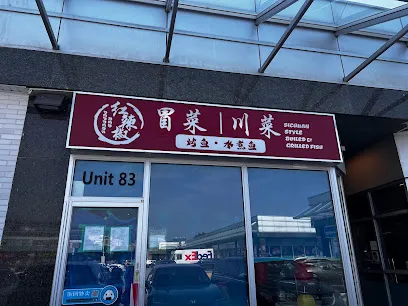 红辣椒
冒菜 | 川菜
烤鱼·水煮鱼
SICHUAN
STYLE
BOILED &
GRILLED FISH
Unit 83
FedEx